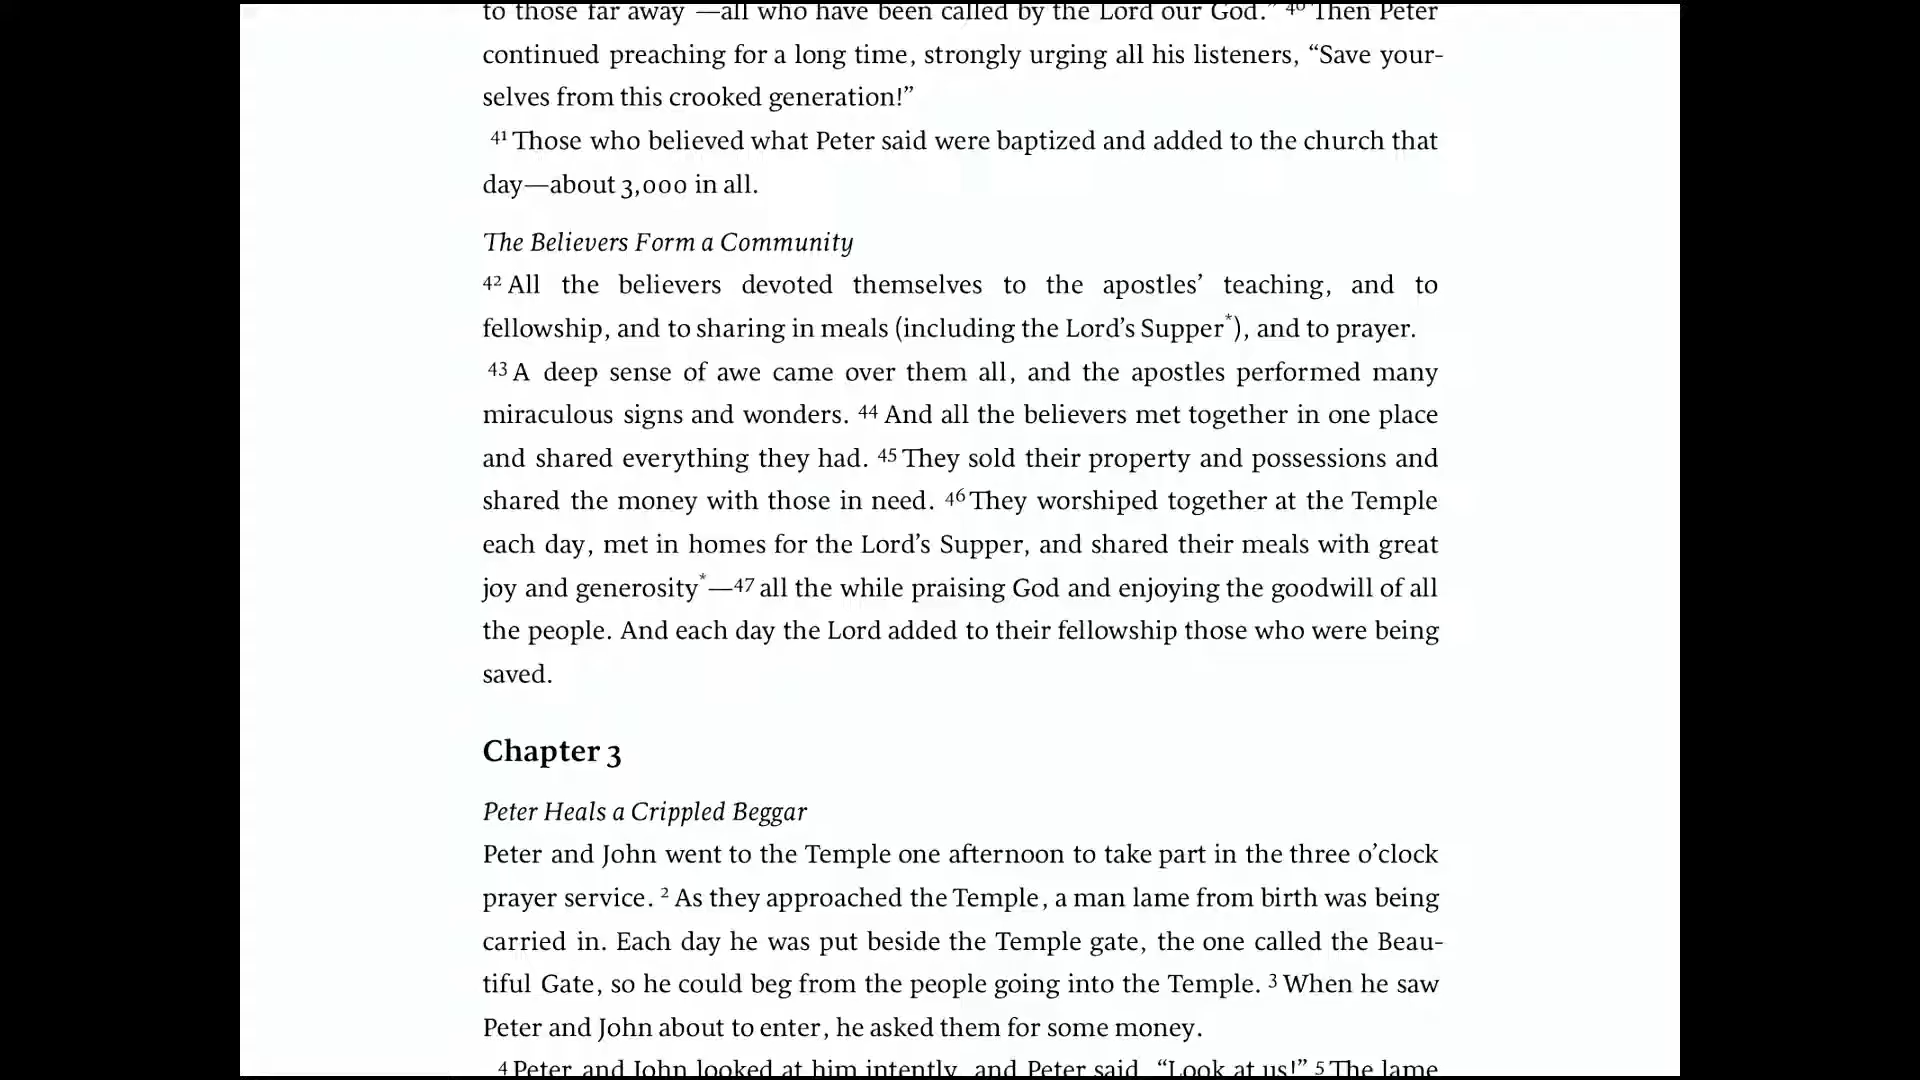 to those far away —all who have been called by the Lord our God.” 40 Then Peter
continued preaching for a long time, strongly urging all his listeners, “Save your-
selves from this crooked generation!”
41 Those who believed what Peter said were baptized and added to the church that
day—about 3,000 in all.
The Believers Form a Community
42 All the believers devoted themselves to the apostles’ teaching, and to
fellowship, and to sharing in meals (including the Lord’s Supper*), and to prayer.
43 A deep sense of awe came over them all, and the apostles performed many
miraculous signs and wonders. 44 And all the believers met together in one place
and shared everything they had. 45 They sold their property and possessions and
shared the money with those in need. 46 They worshiped together at the Temple
each day, met in homes for the Lord’s Supper, and shared their meals with great
joy and generosity*—47 all the while praising God and enjoying the goodwill of all
the people. And each day the Lord added to their fellowship those who were being
saved.
Chapter 3
Peter Heals a Crippled Beggar
Peter and John went to the Temple one afternoon to take part in the three o’clock
prayer service. 2 As they approached the Temple, a man lame from birth was being
carried in. Each day he was put beside the Temple gate, the one called the Beau-
tiful Gate, so he could beg from the people going into the Temple. 3 When he saw
Peter and John about to enter, he asked them for some money.
4 Peter and John looked at him intently, and Peter said, “Look at us!” 5 The lame